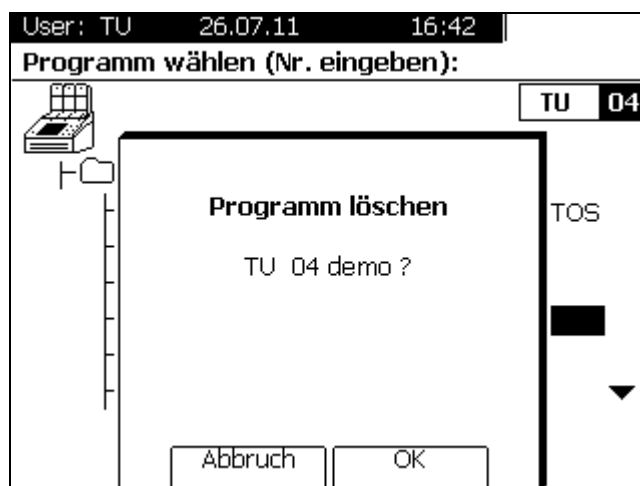 User: TU 26.07.11 16:42
Programm wählen (Nr. eingeben):
TU 04
Programm löschen
TOS
TU 04 demo ?
Abbruch OK